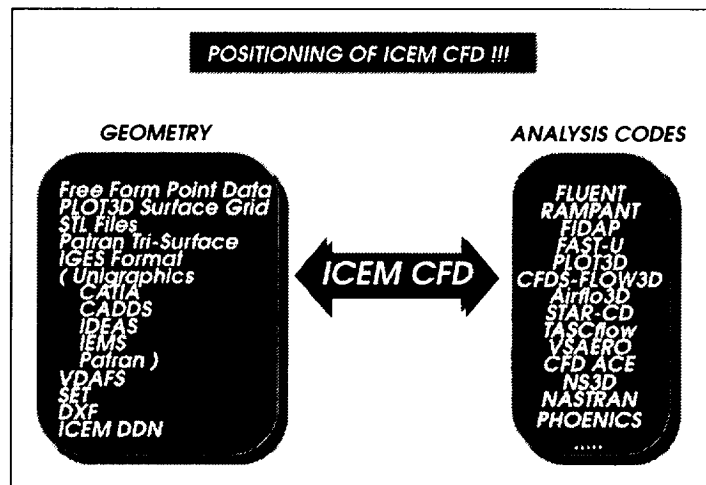 POSITIONING OF ICEM CFD !!!
GEOMETRY
Free Form Point Data
PLOT3D Surface Grid
STL Files
Patran Tri-Surface
IGES Format
( Unigraphics
CATIA
CADDS
IDEAS
IEMS
Patran )
VDAFS
SET
DXF
ICEM DDN
ICEM CFD
ANALYSIS CODES
FLUENT
RAMPANT
FIDAP
FAST-U
PLOT3D
CFDS-FLOW3D
Airflo3D
STAR-CD
TASCflow
VSAERO
CFD ACE
NS3D
NASTRAN
PHOENICS
.....